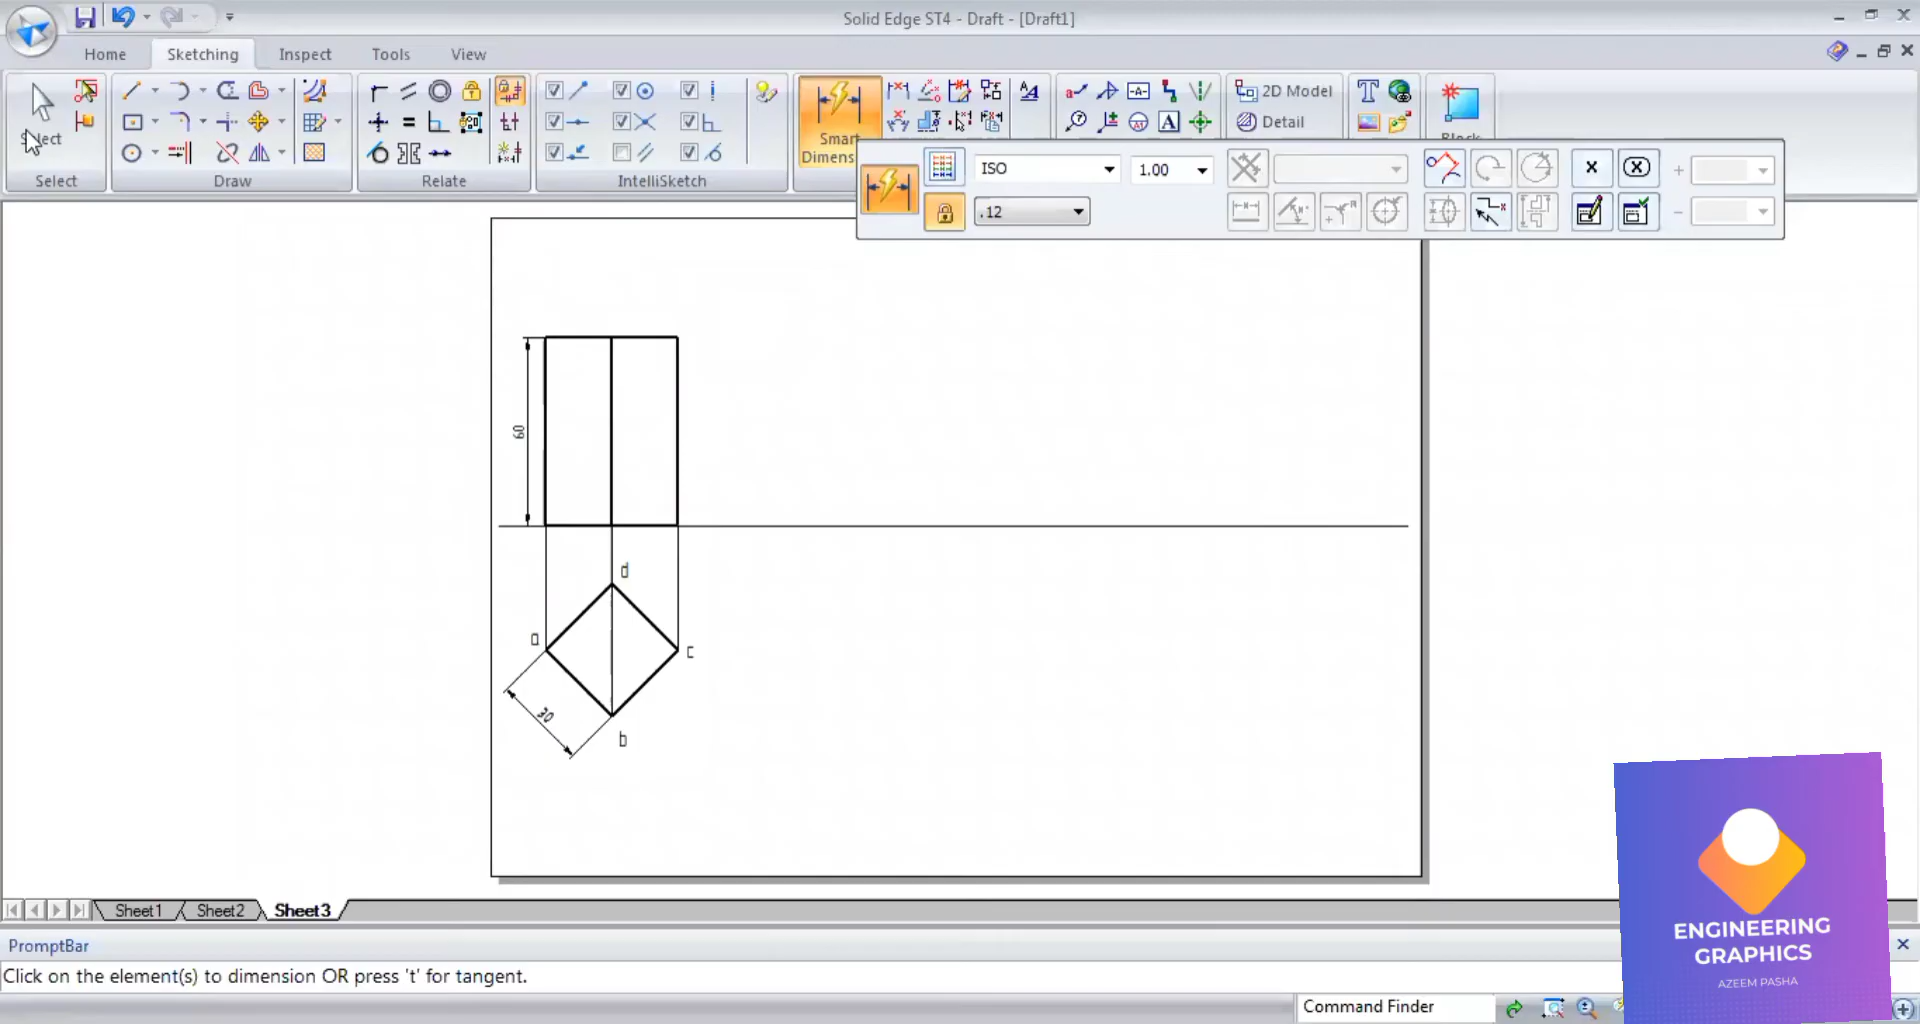 Solid Edge ST4 - Draft - [Draft1]
Home Sketching Inspect Tools View
Select
Smart
Dimens
2D Model
Detail
Select Draw Relate IntelliSketch
ISO 1.00
.12
60
d
a
c
30
b
Sheet1 Sheet2 Sheet3
PromptBar
Click on the element(s) to dimension OR press 't' for tangent.
Command Finder
ENGINEERING
GRAPHICS
AZEEM PASHA